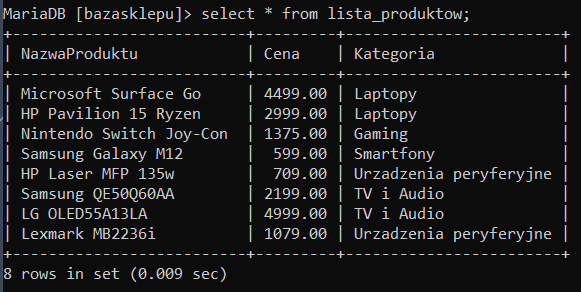 MariaDB [bazasklepu]> select * from lista_produktow;
+-------------------------+---------+-----------------------+
| NazwaProduktu           | Cena    | Kategoria             |
+-------------------------+---------+-----------------------+
| Microsoft Surface Go    | 4499.00 | Laptopy               |
| HP Pavilion 15 Ryzen    | 2999.00 | Laptopy               |
| Nintendo Switch Joy-Con | 1375.00 | Gaming                |
| Samsung Galaxy M12      |  599.00 | Smartfony             |
| HP Laser MFP 135w       |  709.00 | Urzadzenia peryferyjne |
| Samsung QE50Q60AA       | 2199.00 | TV i Audio            |
| LG OLED55A13LA          | 4999.00 | TV i Audio            |
| Lexmark MB2236i         | 1079.00 | Urzadzenia peryferyjne |
+-------------------------+---------+-----------------------+
8 rows in set (0.009 sec)